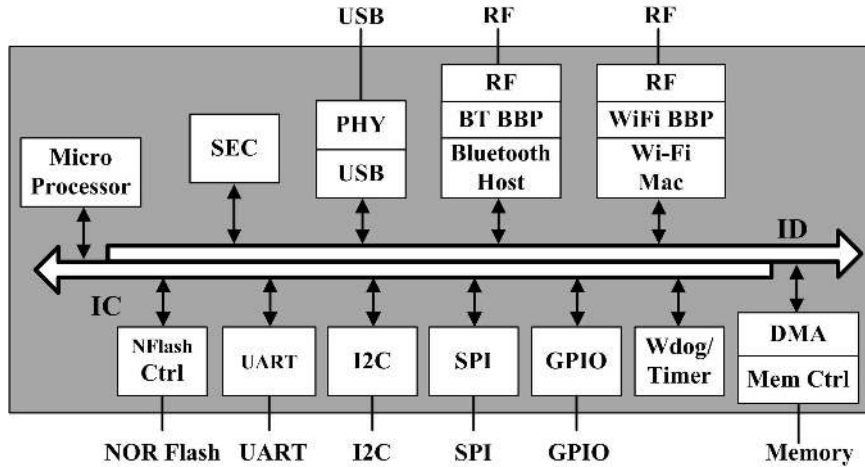 USB
RF
RF
RF
RF
PHY
BT BBP
WiFi BBP
SEC
Micro
Processor
USB
Bluetooth
Host
Wi-Fi
Mac
ID
IC
NFlash
Ctrl
UART
I2C
SPI
GPIO
Wdog/
Timer
DMA
Mem Ctrl
NOR Flash
UART
I2C
SPI
GPIO
Memory